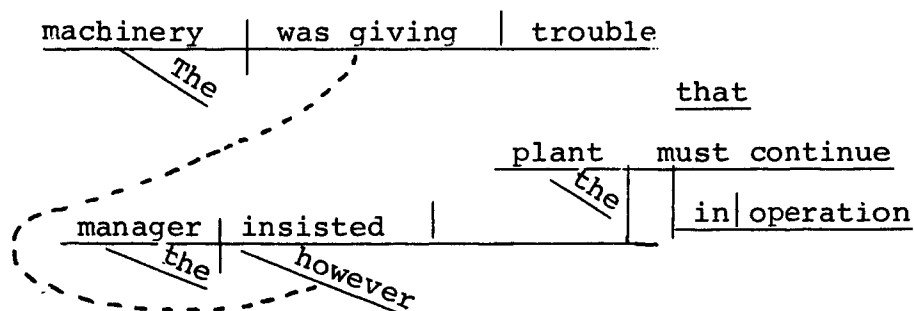 machinery was giving trouble
The
that
plant must continue
the
in operation
manager insisted
the however